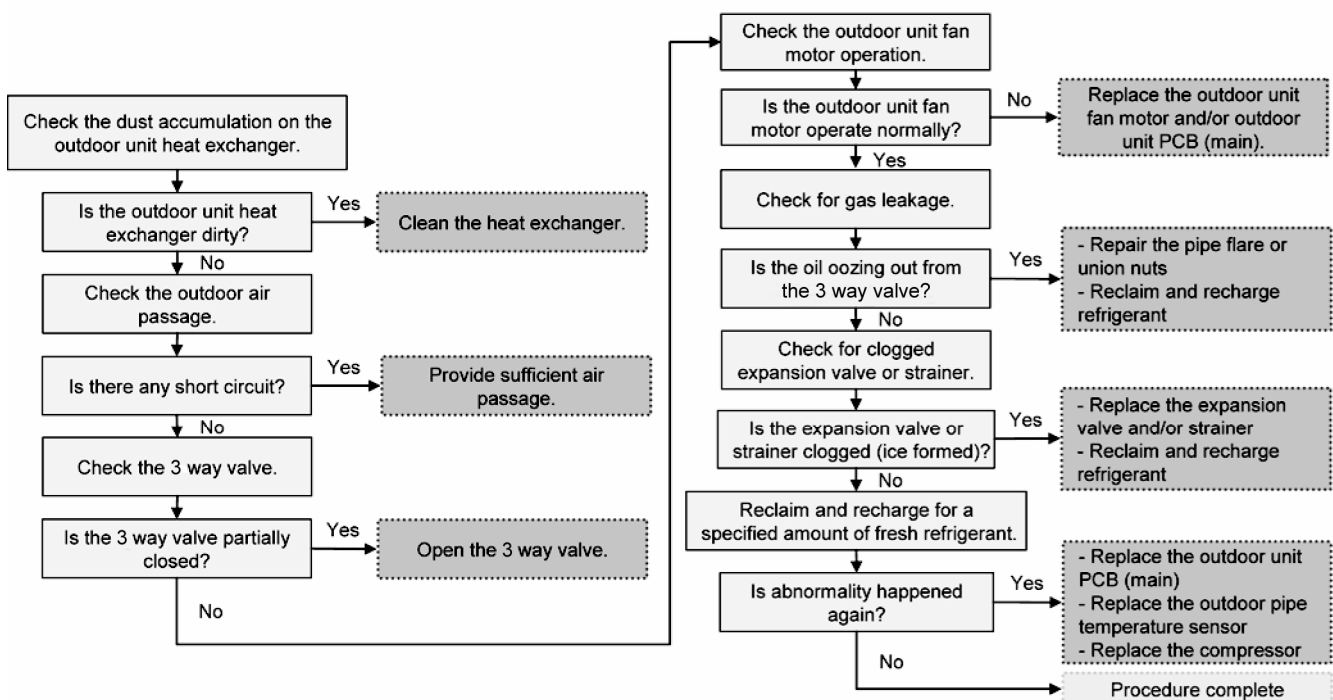 Check the dust accumulation on the
outdoor unit heat exchanger.
Is the outdoor unit heat
exchanger dirty?
Yes
Clean the heat exchanger.
No
Check the outdoor air
passage.
Is there any short circuit?
Yes
Provide sufficient air
passage.
No
Check the 3 way valve.
Is the 3 way valve partially
closed?
Yes
Open the 3 way valve.
No
Check the outdoor unit fan
motor operation.
Is the outdoor unit fan
motor operate normally?
No
Replace the outdoor unit
fan motor and/or outdoor
unit PCB (main).
Yes
Check for gas leakage.
Is the oil oozing out from
the 3 way valve?
Yes
- Repair the pipe flare or
union nuts
- Reclaim and recharge
refrigerant
No
Check for clogged
expansion valve or strainer.
Is the expansion valve or
strainer clogged (ice formed)?
Yes
- Replace the expansion
valve and/or strainer
- Reclaim and recharge
refrigerant
No
Reclaim and recharge for a
specified amount of fresh refrigerant.
Is abnormality happened
again?
Yes
- Replace the outdoor unit
PCB (main)
- Replace the outdoor pipe
temperature sensor
- Replace the compressor
No
Procedure complete